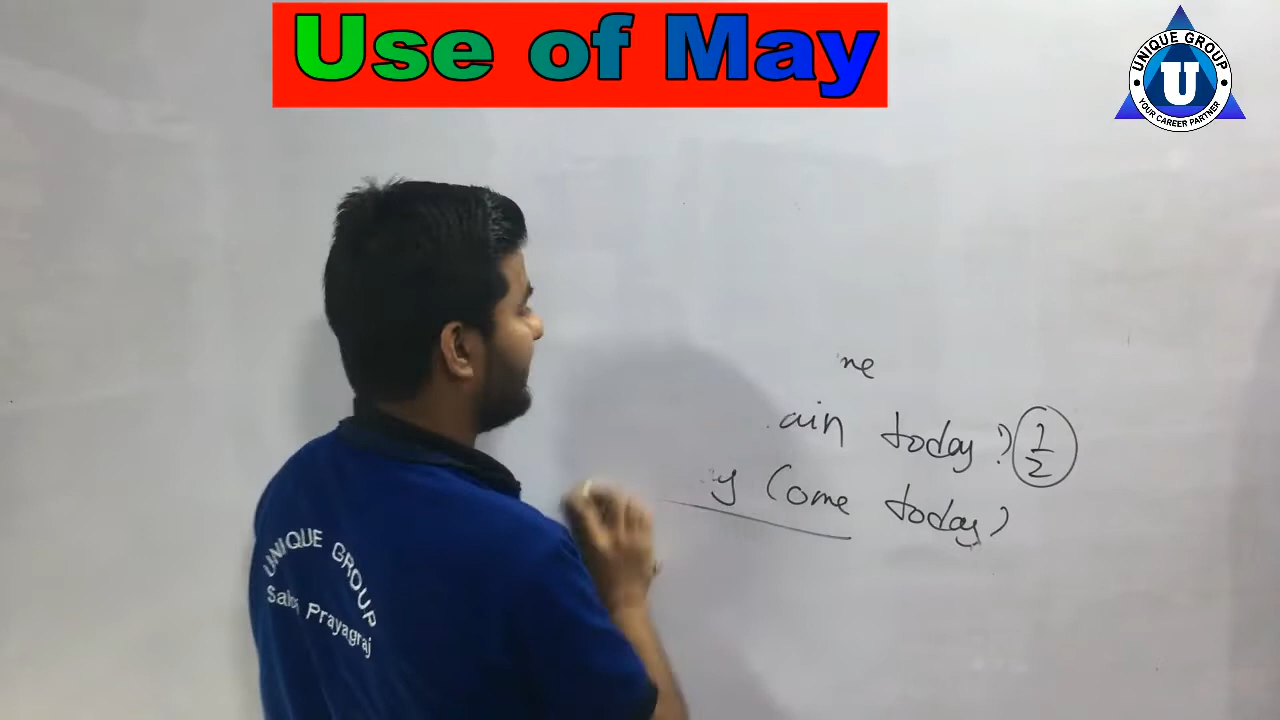 Use of May
UNIQUE GROUP
U
YOUR CAREER PARTNER
ne
ain today? 1/2
y Come today?
UNIQUE GROUP
Prayagraj